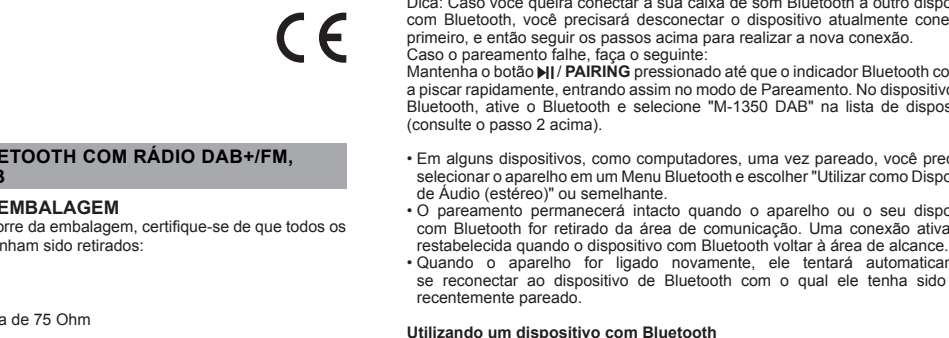 CE
ETOOTH COM RÁDIO DAB+/FM,
B
EMBALAGEM
orre da embalagem, certifique-se de que todos os
nham sido retirados:
a de 75 Ohm
Dica: Caso você queira conectar a sua caixa de som Bluetooth a outro dispo
com Bluetooth, você precisará desconectar o dispositivo atualmente cone
primeiro, e então seguir os passos acima para realizar a nova conexão.
Caso o pareamento falhe, faça o seguinte:
Mantenha o botão ▶II / PAIRING pressionado até que o indicador Bluetooth co
a piscar rapidamente, entrando assim no modo de Pareamento. No dispositivo
Bluetooth, ative o Bluetooth e selecione "M-1350 DAB" na lista de dispos
(consulte o passo 2 acima).
• Em alguns dispositivos, como computadores, uma vez pareado, você prec
selecionar o aparelho em um Menu Bluetooth e escolher "Utilizar como Dispo
de Áudio (estéreo)" ou semelhante.
• O pareamento permanecerá intacto quando o aparelho ou o seu dispo
com Bluetooth for retirado da área de comunicação. Uma conexão ativa
restabelecida quando o dispositivo com Bluetooth voltar à área de alcance.
• Quando o aparelho for ligado novamente, ele tentará automatica
se reconectar ao dispositivo de Bluetooth com o qual ele tenha sido
recentemente pareado.
Utilizando um dispositivo com Bluetooth